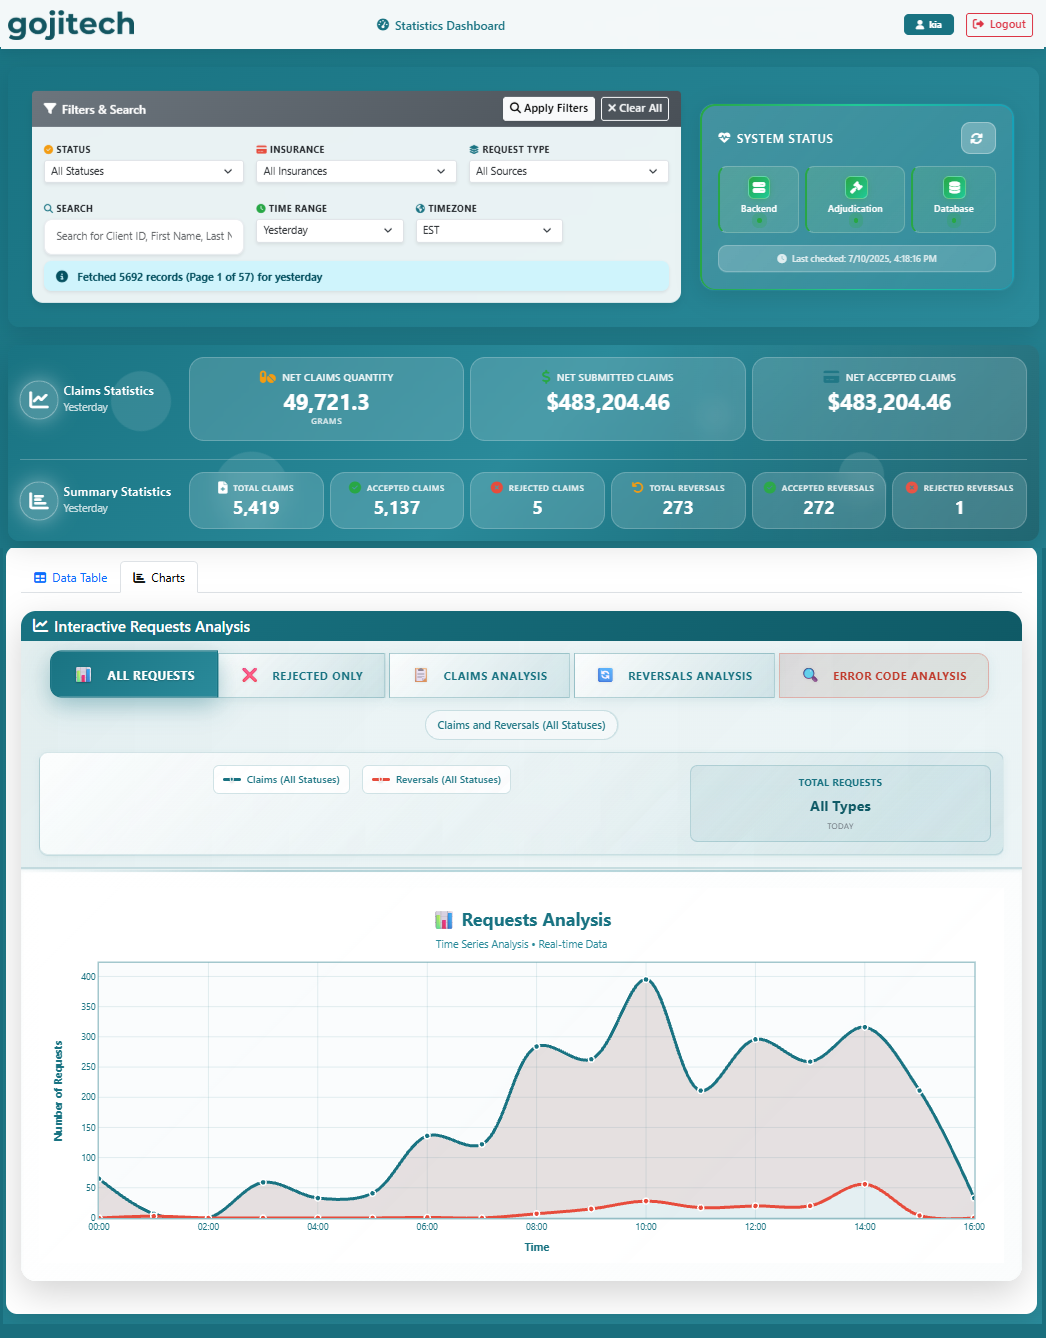 gojitech
Statistics Dashboard
kia
Logout
Filters & Search
Apply Filters
Clear All
STATUS
All Statuses
INSURANCE
All Insurances
REQUEST TYPE
All Sources
SEARCH
Search for Client ID, First Name, Last N
TIME RANGE
Yesterday
TIMEZONE
EST
Fetched 5692 records (Page 1 of 57) for yesterday
SYSTEM STATUS
Backend
Adjudication
Database
Last checked: 7/10/2025, 4:18:16 PM
Claims Statistics
Yesterday
NET CLAIMS QUANTITY
49,721.3
GRAMS
NET SUBMITTED CLAIMS
$483,204.46
NET ACCEPTED CLAIMS
$483,204.46
Summary Statistics
Yesterday
TOTAL CLAIMS
5,419
ACCEPTED CLAIMS
5,137
REJECTED CLAIMS
5
TOTAL REVERSALS
273
ACCEPTED REVERSALS
272
REJECTED REVERSALS
1
Data Table
Charts
Interactive Requests Analysis
ALL REQUESTS
REJECTED ONLY
CLAIMS ANALYSIS
REVERSALS ANALYSIS
ERROR CODE ANALYSIS
Claims and Reversals (All Statuses)
Claims (All Statuses)
Reversals (All Statuses)
TOTAL REQUESTS
All Types
TODAY
Requests Analysis
Time Series Analysis • Real-time Data
Number of Requests
400
350
300
250
200
150
100
50
0
00:00
02:00
04:00
06:00
08:00
10:00
12:00
14:00
16:00
Time